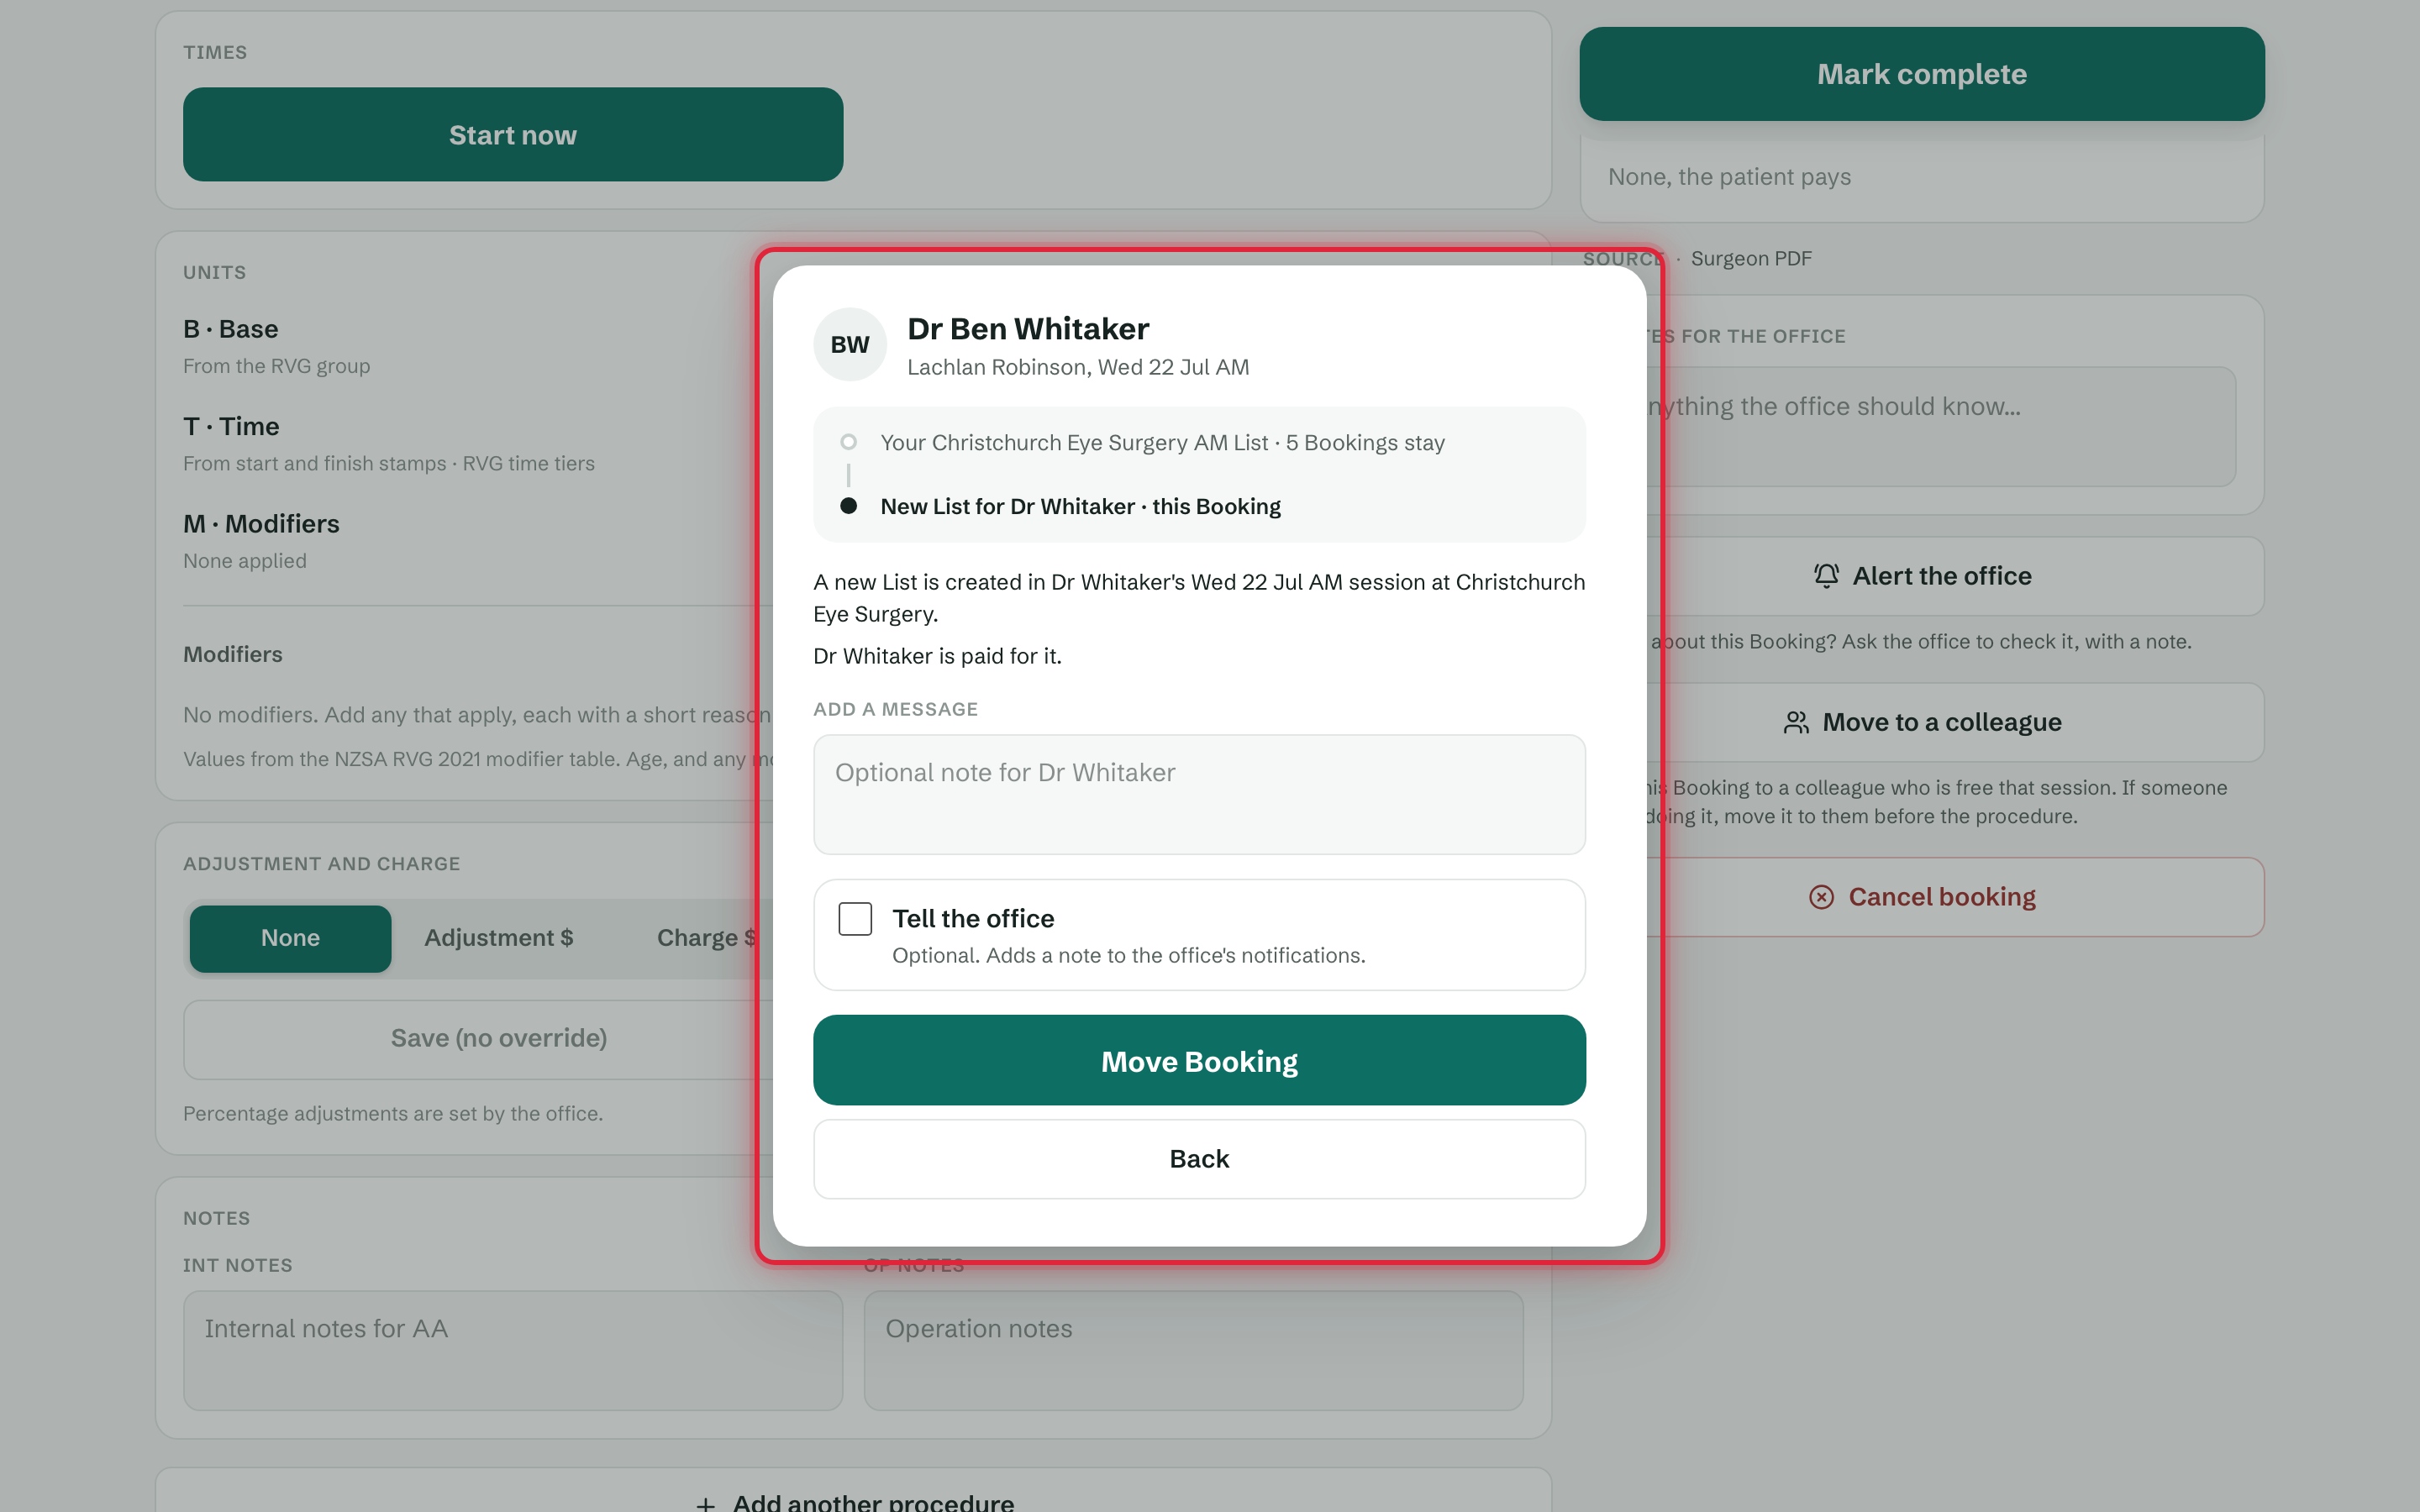 TIMES
Start now
Mark complete
None, the patient pays
SOURCE · Surgeon PDF
UNITS
B · Base
From the RVG group
T · Time
From start and finish stamps · RVG time tiers
M · Modifiers
None applied
Modifiers
No modifiers. Add any that apply, each with a short reason
Values from the NZSA RVG 2021 modifier table. Age, and any
ADJUSTMENT AND CHARGE
None
Adjustment $
Charge $
Save (no override)
Percentage adjustments are set by the office.
NOTES
INT NOTES
Internal notes for AA
OP NOTES
Operation notes
Add another procedure
BW
Dr Ben Whitaker
Lachlan Robinson, Wed 22 Jul AM
Your Christchurch Eye Surgery AM List · 5 Bookings stay
New List for Dr Whitaker · this Booking
A new List is created in Dr Whitaker's Wed 22 Jul AM session at Christchurch
Eye Surgery.
Dr Whitaker is paid for it.
ADD A MESSAGE
Optional note for Dr Whitaker
Tell the office
Optional. Adds a note to the office's notifications.
Move Booking
Back
FOR THE OFFICE
the office should know...
Alert the office
about this Booking? Ask the office to check it, with a note.
Move to a colleague
Booking to a colleague who is free that session. If someone
doing it, move it to them before the procedure.
Cancel booking